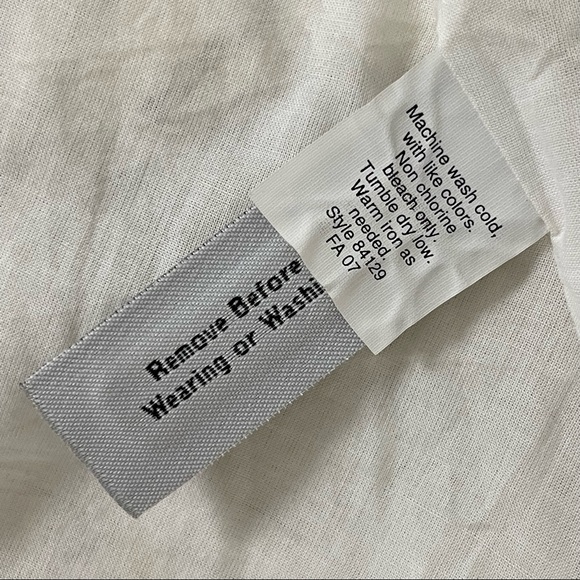 Machine wash cold,
with like colors.
Non chlorine
bleach only.
Tumble dry low.
Warm iron as
needed.
Style 84129
FA 07
Remove Before
Wearing or